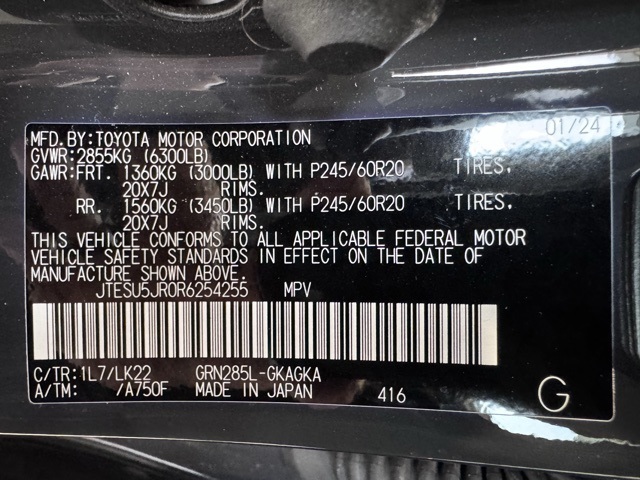 01/24
MFD.BY:TOYOTA MOTOR CORPORATION
GVWR:2855KG (6300LB)
GAWR:FRT. 1360KG (3000LB) WITH P245/60R20 TIRES,
20X7J RIMS.
RR. 1560KG (3450LB) WITH P245/60R20 TIRES,
20X7J RIMS.
THIS VEHICLE CONFORMS TO ALL APPLICABLE FEDERAL MOTOR
VEHICLE SAFETY STANDARDS IN EFFECT ON THE DATE OF
MANUFACTURE SHOWN ABOVE.
JTESU5JR0R6254255 MPV
C/TR:1L7/LK22 GRN285L-GKAGKA
A/TM: /A750F MADE IN JAPAN 416 G